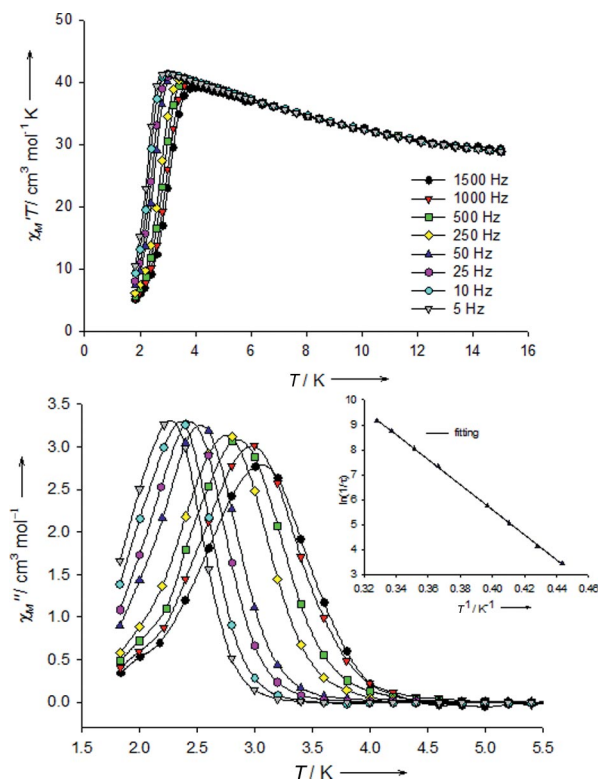 χM'T/ cm³ mol⁻¹ K
50
40
30
20
10
0
1500 Hz
1000 Hz
500 Hz
250 Hz
50 Hz
25 Hz
10 Hz
5 Hz
0 2 4 6 8 10 12 14 16
T / K
χM''/ cm³ mol⁻¹
3.5
3.0
2.5
2.0
1.5
1.0
0.5
0.0
1.5 2.0 2.5 3.0 3.5 4.0 4.5 5.0 5.5
T / K
ln(1/τ)
10
9
8
7
6
5
4
3
fitting
0.32 0.34 0.36 0.38 0.40 0.42 0.44 0.46
T¹/ K⁻¹